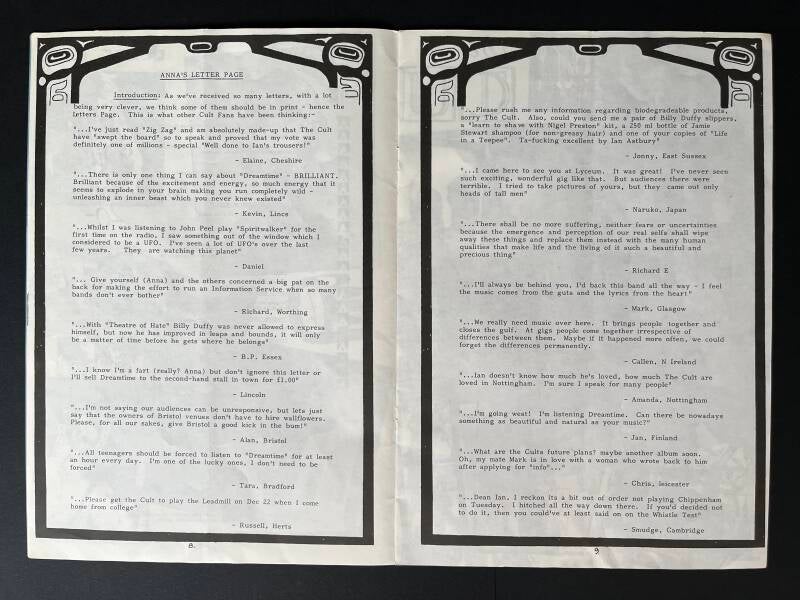 ANNA'S LETTER PAGE
Introduction: As we've received so many letters, with a lot
being very clever, we think some of them should be in print - hence the
Letters Page. This is what other Cult Fans have been thinking:-
"...I've just read "Zig Zag" and am absolutely made-up that The Cult
have "swept the board" so to speak and proved that my vote was
definitely one of millions - special "Well done to Ian's trousers!"
- Elaine, Cheshire
"...There is only one thing I can say about "Dreamtime" - BRILLIANT.
Brilliant because of the excitement and energy, so much energy that it
seems to explode in your brain making you run completely wild -
unleashing an inner beast which you never knew existed"
- Kevin, Lincs
"...Whilst I was listening to John Peel play "Spiritwalker" for the
first time on the radio, I saw something out of the window which I
considered to be a UFO. I've seen a lot of UFO's over the last
few years. They are watching this planet"
- Daniel
"... Give yourself (Anna) and the others concerned a big pat on the
back for making the effort to run an Information Service when so many
bands don't ever bother"
- Richard, Worthing
"...With "Theatre of Hate" Billy Duffy was never allowed to express
himself, but now he has improved in leaps and bounds, it will only
be a matter of time before he gets where he belongs"
- B.P. Essex
"...I know I'm a fart (really? Anna) but don't ignore this letter or
I'll sell Dreamtime to the second-hand stall in town for £1.00"
- Lincoln
"...I'm not saying our audiences can be unresponsive, but lets just
say that the owners of Bristol venues don't have to hire wallflowers.
Please, for all our sakes, give Bristol a good kick in the bum!"
- Alan, Bristol
"...All teenagers should be forced to listen to "Dreamtime" for at least
an hour every day. I'm one of the lucky ones, I don't need to be
forced"
- Tara, Bradford
"...Please get the Cult to play the Leadmill on Dec 22 when I come
home from college"
- Russell, Herts
8.
"...Please rush me any information regarding biodegradeable products,
sorry The Cult. Also, could you send me a pair of Billy Duffy slippers,
a "learn to shave with Nigel Preston" kit, a 250 ml bottle of Jamie
Stewart shampoo (for non-greasy hair) and one of your copies of "Life
in a Teepee". Ta-fucking excellent by Ian Astbury"
- Jonny, East Sussex
"...I came here to see you at Lyceum. It was great! I've never seen
such exciting, wonderful gig like that. But audiences there were
terrible. I tried to take pictures of yours, but they came out only
heads of tall men"
- Naruko, Japan
"...There shall be no more suffering, neither fears or uncertainties
because the emergence and perception of our real self's shall wipe
away these things and replace them instead with the many human
qualities that make life and the living of it such a beautiful and
precious thing"
- Richard E
"...I'll always be behind you, I'd back this band all the way - I feel
the music comes from the guts and the lyrics from the heart"
- Mark, Glasgow
"...We really need music over here. It brings people together and
closes the gulf. At gigs people come together irrespective of
differences between them. Maybe if it happened more often, we could
forget the differences permanently.
- Callen, N Ireland
"...Ian doesn't know how much he's loved, how much The Cult are
loved in Nottingham. I'm sure I speak for many people"
- Amanda, Nottingham
"...I'm going west! I'm listening Dreamtime. Can there be nowadays
something as beautiful and natural as your music?"
- Jan, Finland
"...What are the Cults future plans? maybe another album soon.
Oh, my mate Mark is in love with a woman who wrote back to him
after applying for "info"..."
- Chris, leicester
"...Dean Ian, I reckon its a bit out of order not playing Chippenham
on Tuesday. I hitched all the way down there. If you'd decided not
to do it, then you could've at least said on on the Whistle Test"
- Smudge, Cambridge
9